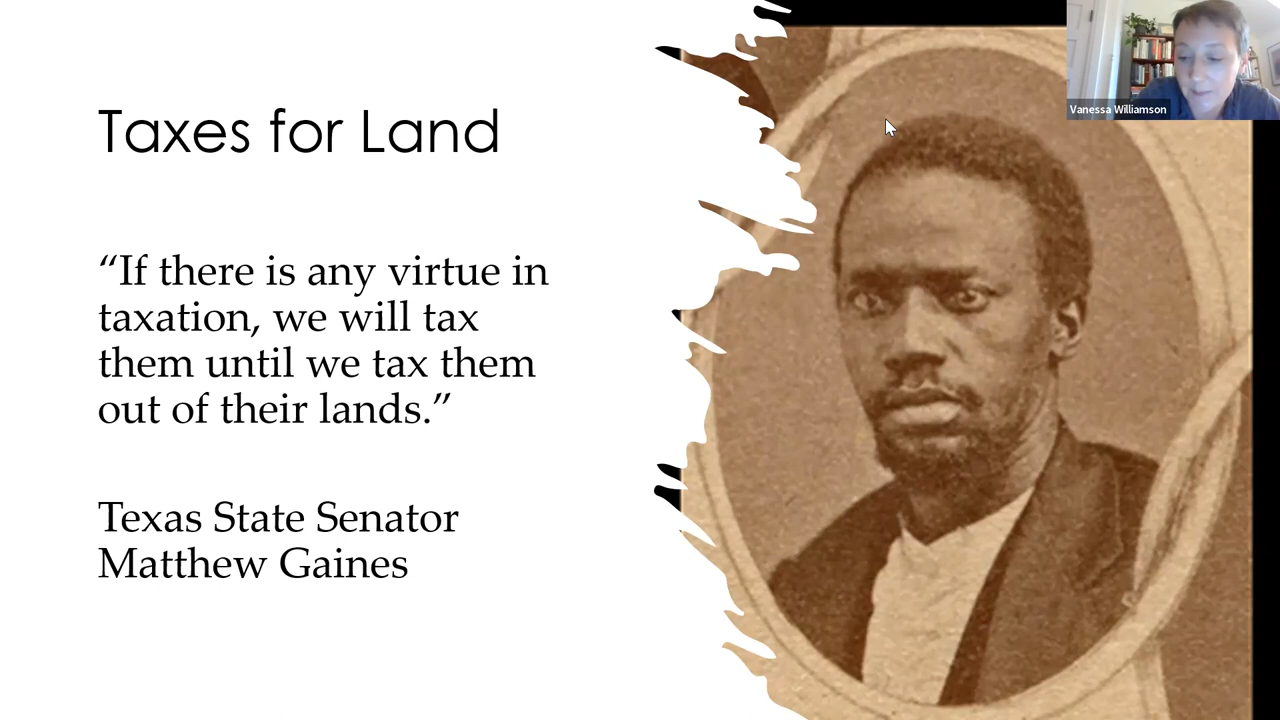 Taxes for Land
“If there is any virtue in
taxation, we will tax
them until we tax them
out of their lands.”
Texas State Senator
Matthew Gaines
Vanessa Williamson